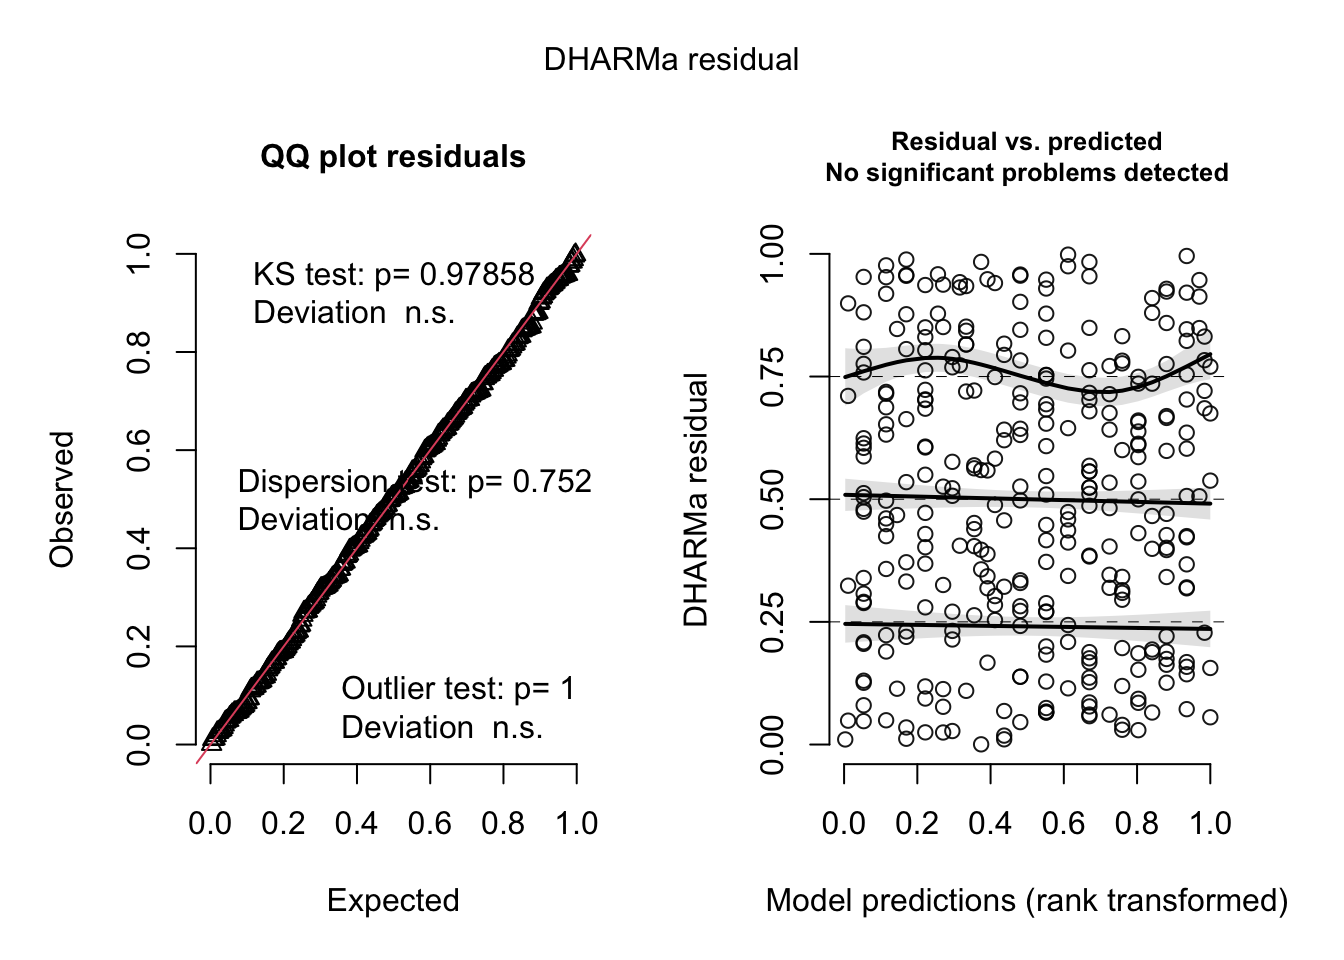 DHARMa residual
QQ plot residuals
KS test: p= 0.97858
Deviation  n.s.
Dispersion test: p= 0.752
Deviation  n.s.
Outlier test: p= 1
Deviation  n.s.
Observed
1.0
0.8
0.6
0.4
0.2
0.0
0.0 0.2 0.4 0.6 0.8 1.0
Expected
Residual vs. predicted
No significant problems detected
DHARMa residual
1.00
0.75
0.50
0.25
0.00
0.0 0.2 0.4 0.6 0.8 1.0
Model predictions (rank transformed)